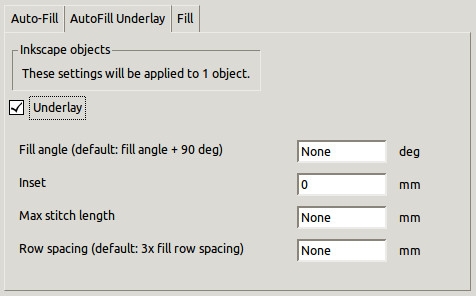 Auto-Fill AutoFill Underlay Fill
Inkscape objects
These settings will be applied to 1 object.
Underlay
Fill angle (default: fill angle + 90 deg) None deg
Inset 0 mm
Max stitch length None mm
Row spacing (default: 3x fill row spacing) None mm